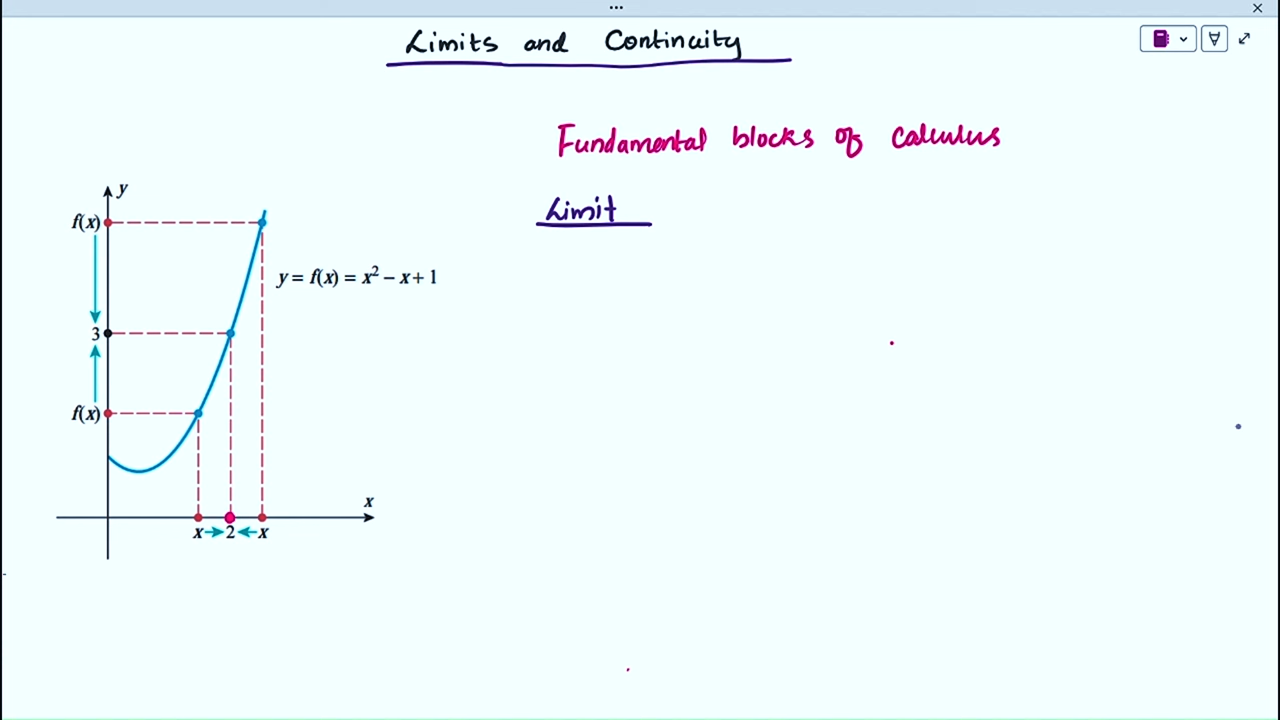 Limits and Continuity
Fundamental blocks of calculus
Limit
y
f(x)
y = f(x) = x² − x + 1
3
f(x)
x
x 2 x